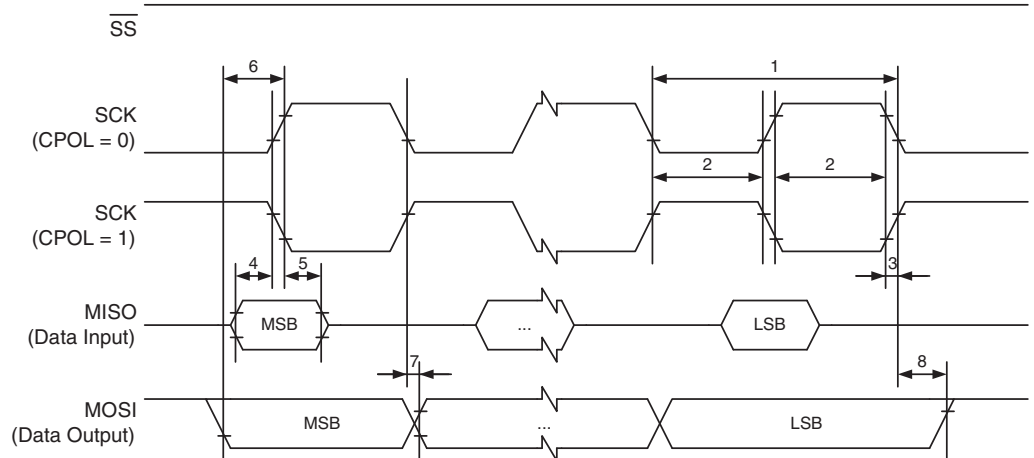 SS
6
1
SCK
(CPOL = 0)
2
2
SCK
(CPOL = 1)
4
5
3
MISO
(Data Input)
MSB
...
LSB
7
8
MOSI
(Data Output)
MSB
...
LSB